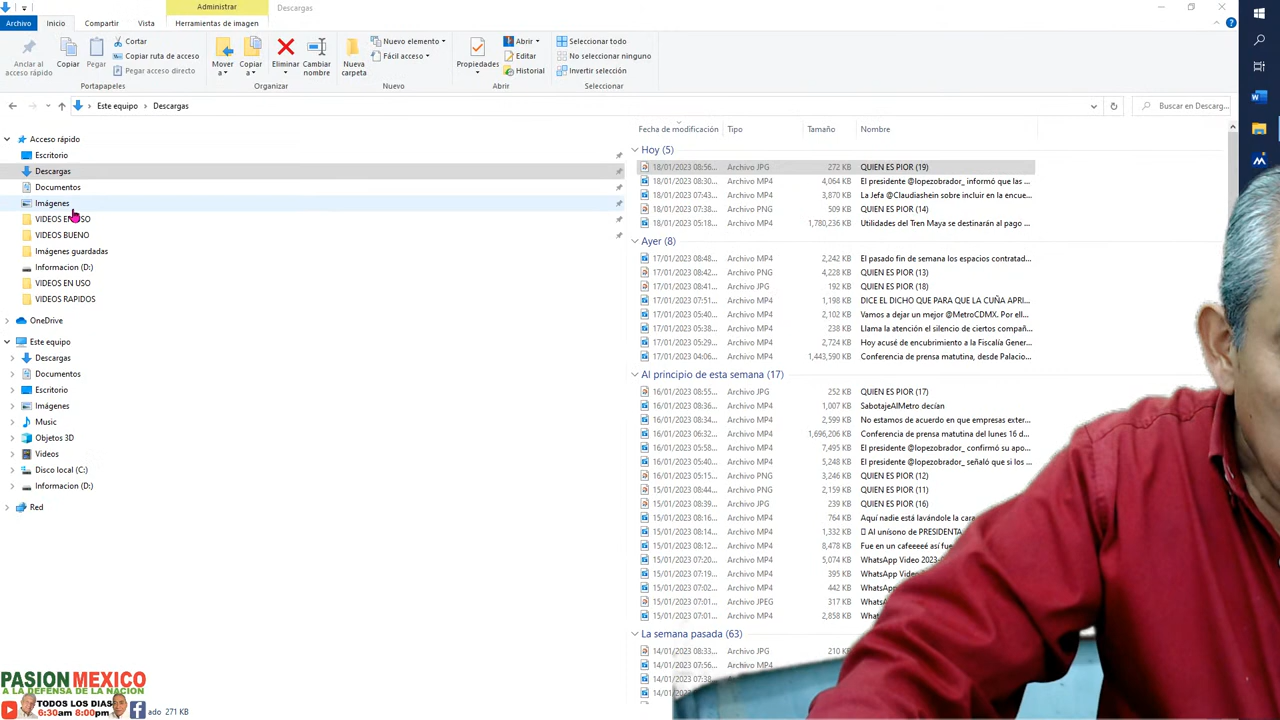 Administrar
Descargas
Archivo
Inicio
Compartir
Vista
Herramientas de imagen
Anclar al
acceso rápido
Copiar
Pegar
Cortar
Copiar ruta de acceso
Pegar acceso directo
Portapapeles
Mover
a
Copiar
a
Eliminar
Cambiar
nombre
Organizar
Nueva
carpeta
Nuevo elemento
Fácil acceso
Nuevo
Propiedades
Abrir
Editar
Historial
Abrir
Seleccionar todo
No seleccionar ninguno
Invertir selección
Seleccionar
Este equipo
Descargas
Buscar en Descarg...
Acceso rápido
Escritorio
Descargas
Documentos
Imágenes
VIDEOS EN USO
VIDEOS BUENO
Imágenes guardadas
Informacion (D:)
VIDEOS EN USO
VIDEOS RAPIDOS
OneDrive
Este equipo
Descargas
Documentos
Escritorio
Imágenes
Music
Objetos 3D
Videos
Disco local (C:)
Informacion (D:)
Red
Fecha de modificación Tipo Tamaño Nombre
Hoy (5)
18/01/2023 08:56... Archivo JPG 272 KB QUIEN ES PIOR (19)
18/01/2023 08:30... Archivo MP4 4,064 KB El presidente @lopezobrador_ informó que las ...
18/01/2023 07:43... Archivo MP4 3,870 KB La Jefa @Claudiashein sobre incluir en la encue...
18/01/2023 07:38... Archivo PNG 509 KB QUIEN ES PIOR (14)
18/01/2023 05:18... Archivo MP4 1,780,236 KB Utilidades del Tren Maya se destinarán al pago ...
Ayer (8)
17/01/2023 08:48... Archivo MP4 2,242 KB El pasado fin de semana los espacios contratad...
17/01/2023 08:42... Archivo PNG 4,228 KB QUIEN ES PIOR (13)
17/01/2023 08:41... Archivo JPG 192 KB QUIEN ES PIOR (18)
17/01/2023 07:51... Archivo MP4 1,198 KB DICE EL DICHO QUE PARA QUE LA CUÑA APRI...
17/01/2023 05:40... Archivo MP4 2,102 KB Vamos a dejar un mejor @MetroCDMX. Por ell...
17/01/2023 05:38... Archivo MP4 261 KB Llama la atención el silencio de ciertos compañ...
17/01/2023 05:29... Archivo MP4 2,724 KB Hoy acusé de encubrimiento a la Fiscalía Gener...
17/01/2023 04:06... Archivo MP4 1,443,590 KB Conferencia de prensa matutina, desde Palacio...
Al principio de esta semana (17)
16/01/2023 08:55... Archivo JPG 252 KB QUIEN ES PIOR (17)
16/01/2023 08:36... Archivo MP4 1,007 KB SabotajeAlMetro decían
16/01/2023 08:34... Archivo MP4 2,599 KB No estamos de acuerdo en que empresas exter...
16/01/2023 06:32... Archivo MP4 1,696,206 KB Conferencia de prensa matutina del lunes 16 d...
16/01/2023 05:58... Archivo MP4 7,495 KB El presidente @lopezobrador_ confirmó su apo...
16/01/2023 05:40... Archivo MP4 5,248 KB El presidente @lopezobrador_ señaló que si los ...
16/01/2023 05:15... Archivo PNG 3,246 KB QUIEN ES PIOR (12)
15/01/2023 08:44... Archivo PNG 2,159 KB QUIEN ES PIOR (11)
15/01/2023 08:39... Archivo JPG 239 KB QUIEN ES PIOR (16)
15/01/2023 08:16... Archivo MP4 764 KB Aquí nadie está lavándole la cara
15/01/2023 08:14... Archivo MP4 1,332 KB Al unísono de PRESIDENTA
15/01/2023 08:12... Archivo MP4 8,478 KB Fue en un cafeeeeé así fue
15/01/2023 07:20... Archivo MP4 5,074 KB WhatsApp Video 2023-
15/01/2023 07:19... Archivo MP4 395 KB WhatsApp Vide
15/01/2023 07:02... Archivo MP4 442 KB WhatsApp
15/01/2023 07:01... Archivo JPEG 317 KB
15/01/2023 07:01... Archivo MP4 2,858 KB
La semana pasada (63)
14/01/2023 08:33... Archivo JPG 210 KB
14/01/2023 07:56...
14/01/2023 07:38...
PASION MEXICO
A LA DEFENSA DE LA NACION
TODOS LOS DIAS
6:30am 8:00pm
ado 271 KB